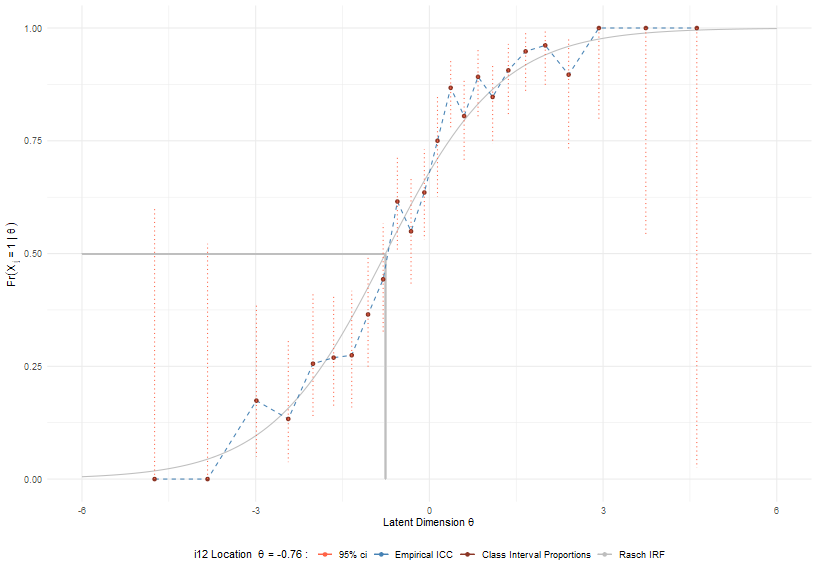 1.00
0.75
0.50
0.25
0.00
Pr(X j = 1 | θ )
-6 -3 0 3 6
Latent Dimension θ
i12 Location θ = -0.76 : 95% ci Empirical ICC Class Interval Proportions Rasch IRF